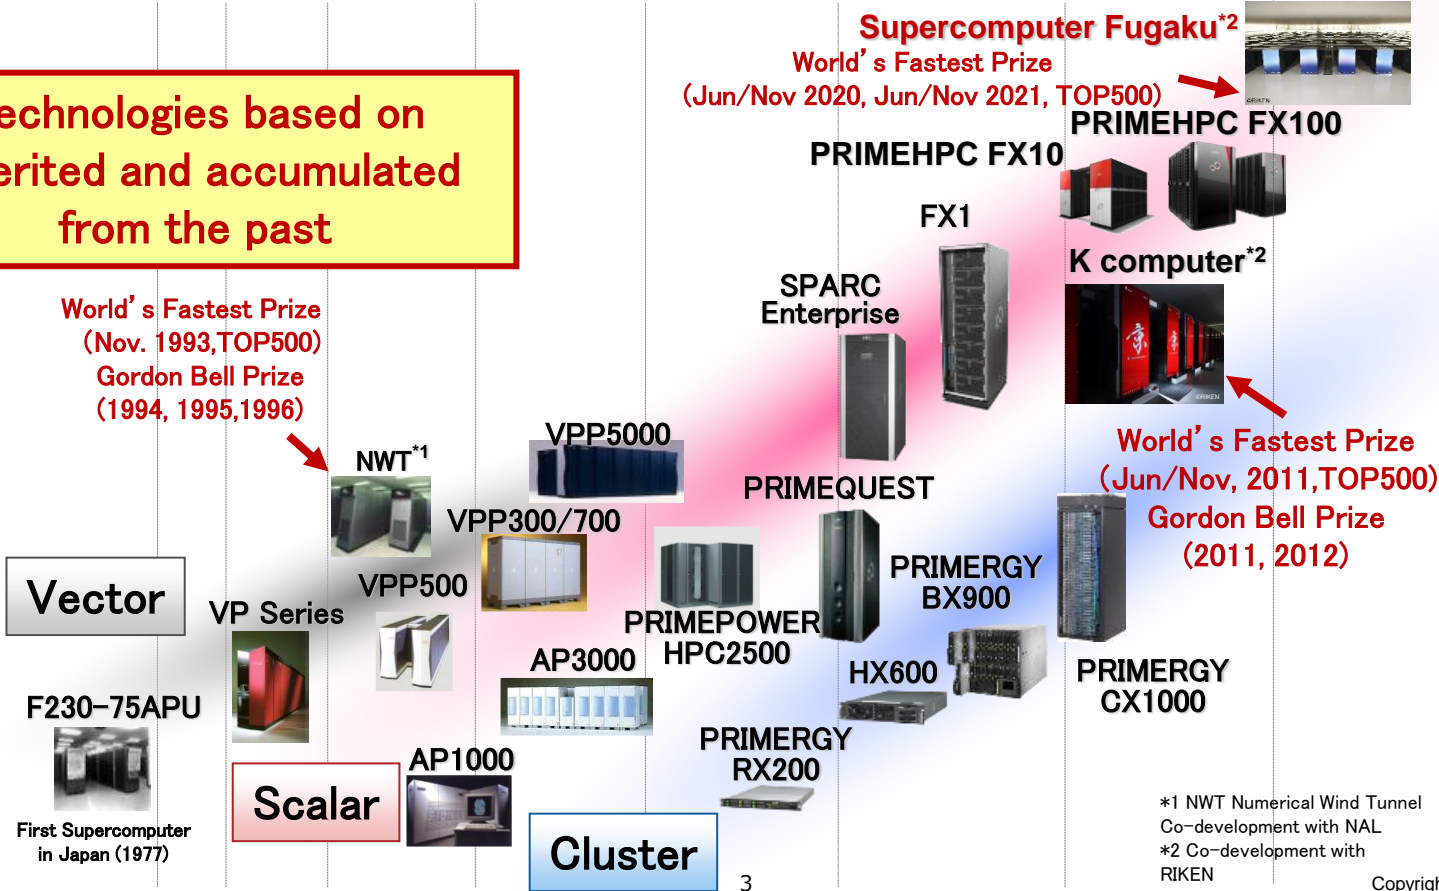 Supercomputer Fugaku*2
World's Fastest Prize
(Jun/Nov 2020, Jun/Nov 2021, TOP500)
©RIKEN
echnologies based on
erited and accumulated
from the past
PRIMEHPC FX100
PRIMEHPC FX10
FX1
K computer*2
京
©RIKEN
SPARC
Enterprise
World's Fastest Prize
(Nov. 1993,TOP500)
Gordon Bell Prize
(1994, 1995,1996)
NWT*1
VPP5000
World's Fastest Prize
(Jun/Nov, 2011,TOP500)
Gordon Bell Prize
(2011, 2012)
PRIMEQUEST
VPP300/700
Vector
VPP500
VP Series
PRIMERGY
BX900
PRIMEPOWER
HPC2500
AP3000
HX600
PRIMERGY
CX1000
F230-75APU
First Supercomputer
in Japan (1977)
PRIMERGY
RX200
AP1000
Scalar
Cluster
*1 NWT Numerical Wind Tunnel
Co-development with NAL
*2 Co-development with
RIKEN
3
Copyrigh